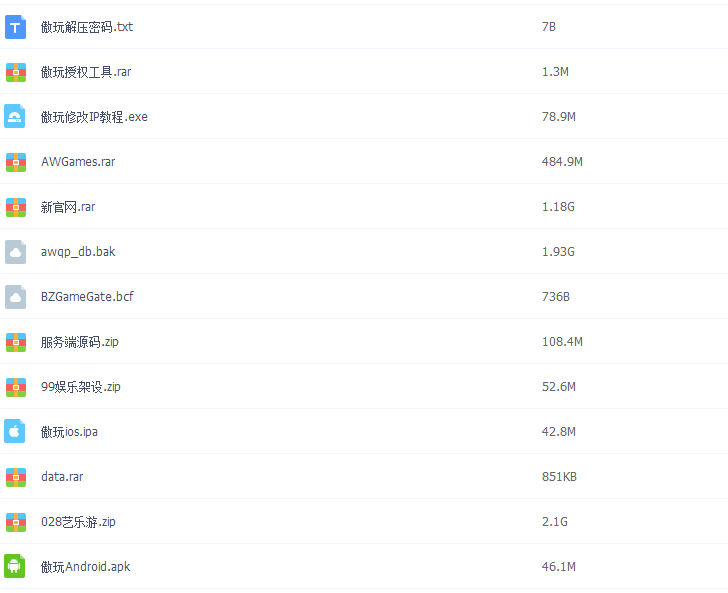 傲玩解压密码.txt 7B
傲玩授权工具.rar 1.3M
傲玩修改IP教程.exe 78.9M
AWGames.rar 484.9M
新官网.rar 1.18G
awqp_db.bak 1.93G
BZGameGate.bcf 736B
服务端源码.zip 108.4M
99娱乐架设.zip 52.6M
傲玩ios.ipa 42.8M
data.rar 851KB
028艺乐游.zip 2.1G
傲玩Android.apk 46.1M